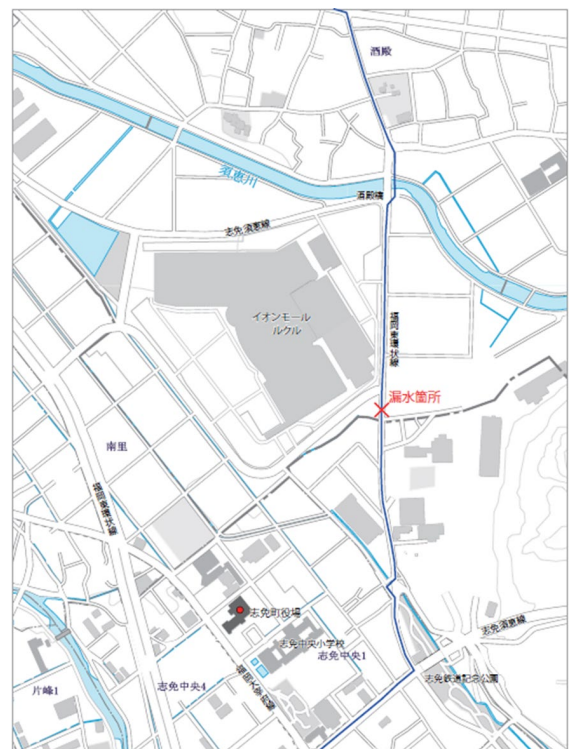 酒殿
須恵川
酒殿橋
志免須恵線
イオンモール
ルクル
福岡東環状線
漏水箇所
南里
福岡東環状線
志免町役場
志免中央小学校
志免中央1
志免須恵線
志免鉄道記念公園
片峰1
志免中央4